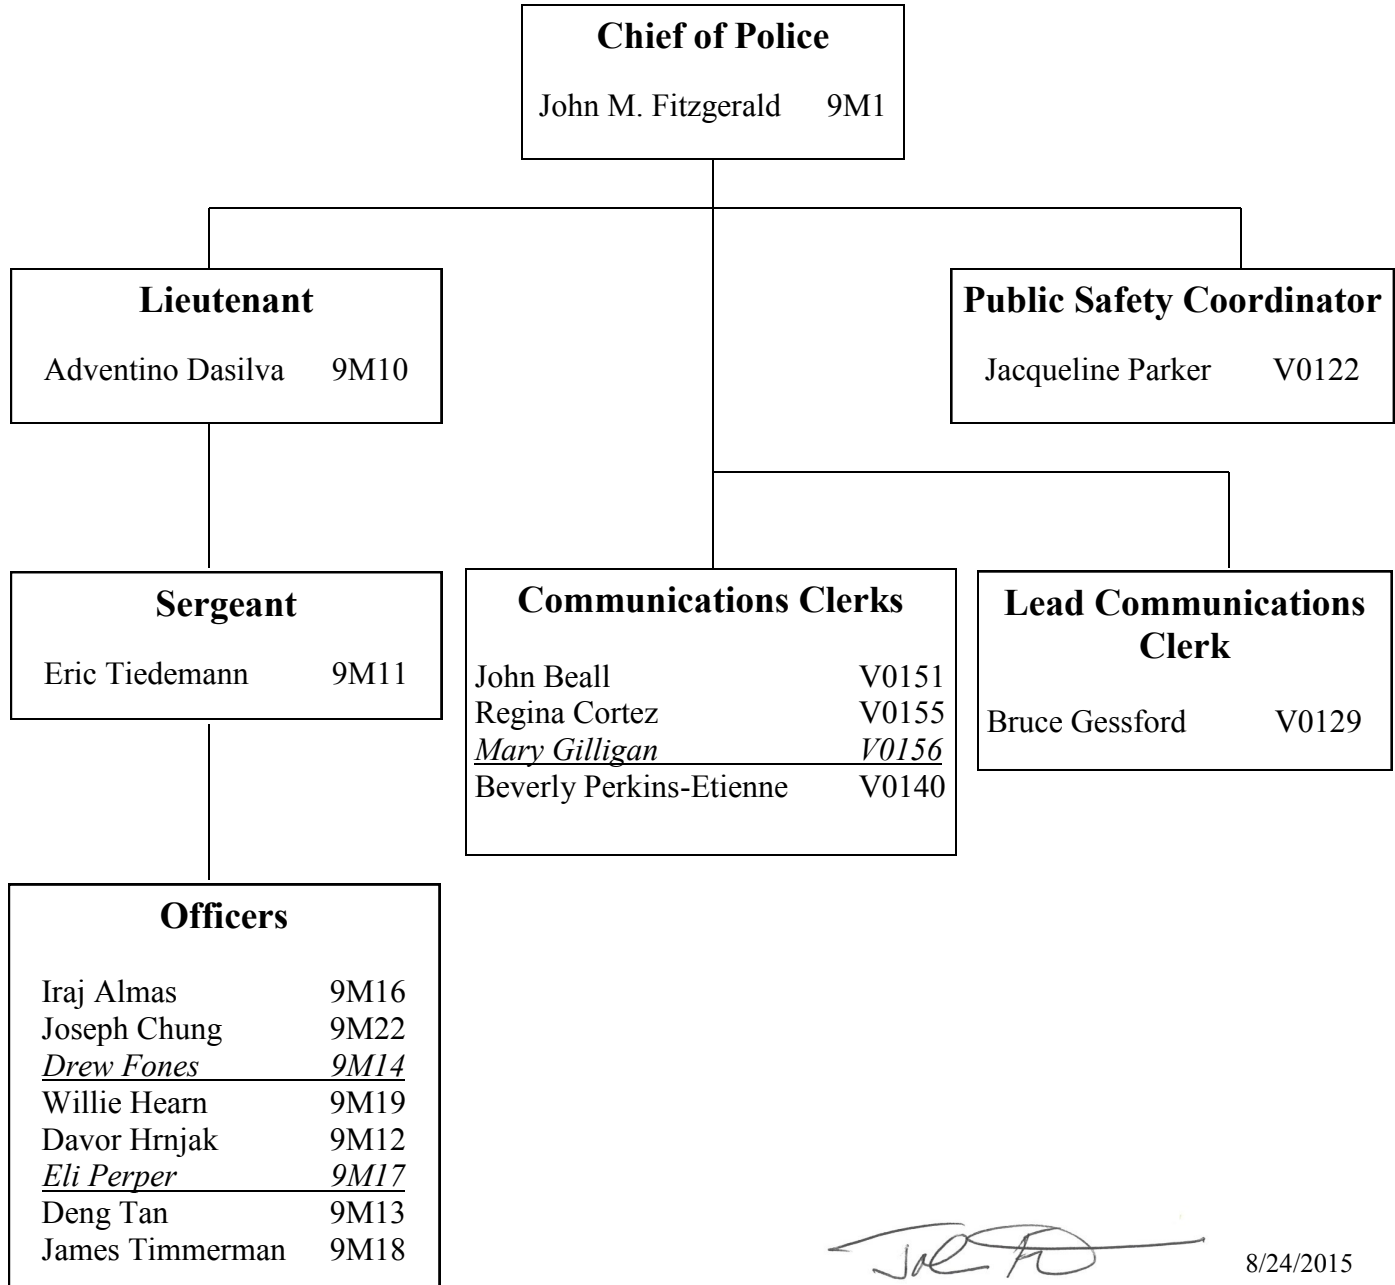 Chief of Police
John M. Fitzgerald 9M1
Lieutenant
Adventino Dasilva 9M10
Public Safety Coordinator
Jacqueline Parker V0122
Sergeant
Eric Tiedemann 9M11
Communications Clerks
John Beall V0151
Regina Cortez V0155
Mary Gilligan V0156
Beverly Perkins-Etienne V0140
Lead Communications
Clerk
Bruce Gessford V0129
Officers
Iraj Almas 9M16
Joseph Chung 9M22
Drew Fones 9M14
Willie Hearn 9M19
Davor Hrnjak 9M12
Eli Perper 9M17
Deng Tan 9M13
James Timmerman 9M18
8/24/2015